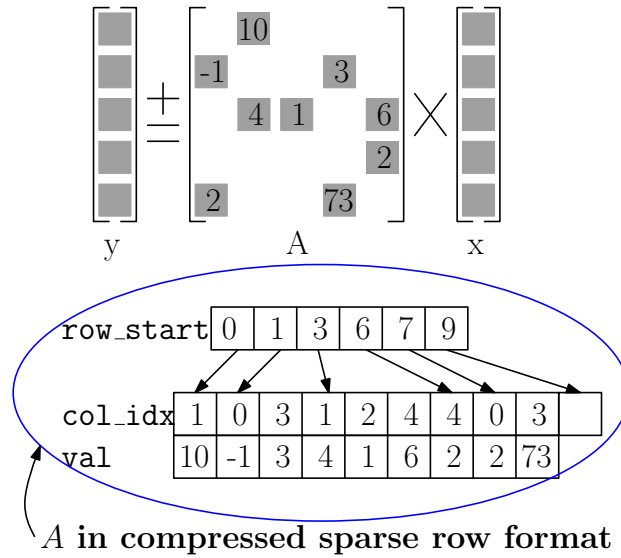 10
-1 3
+
=
4 1 6
2
2 73
y A x
row_start 0 1 3 6 7 9
col_idx 1 0 3 1 2 4 4 0 3
val 10 -1 3 4 1 6 2 2 73
A in compressed sparse row format